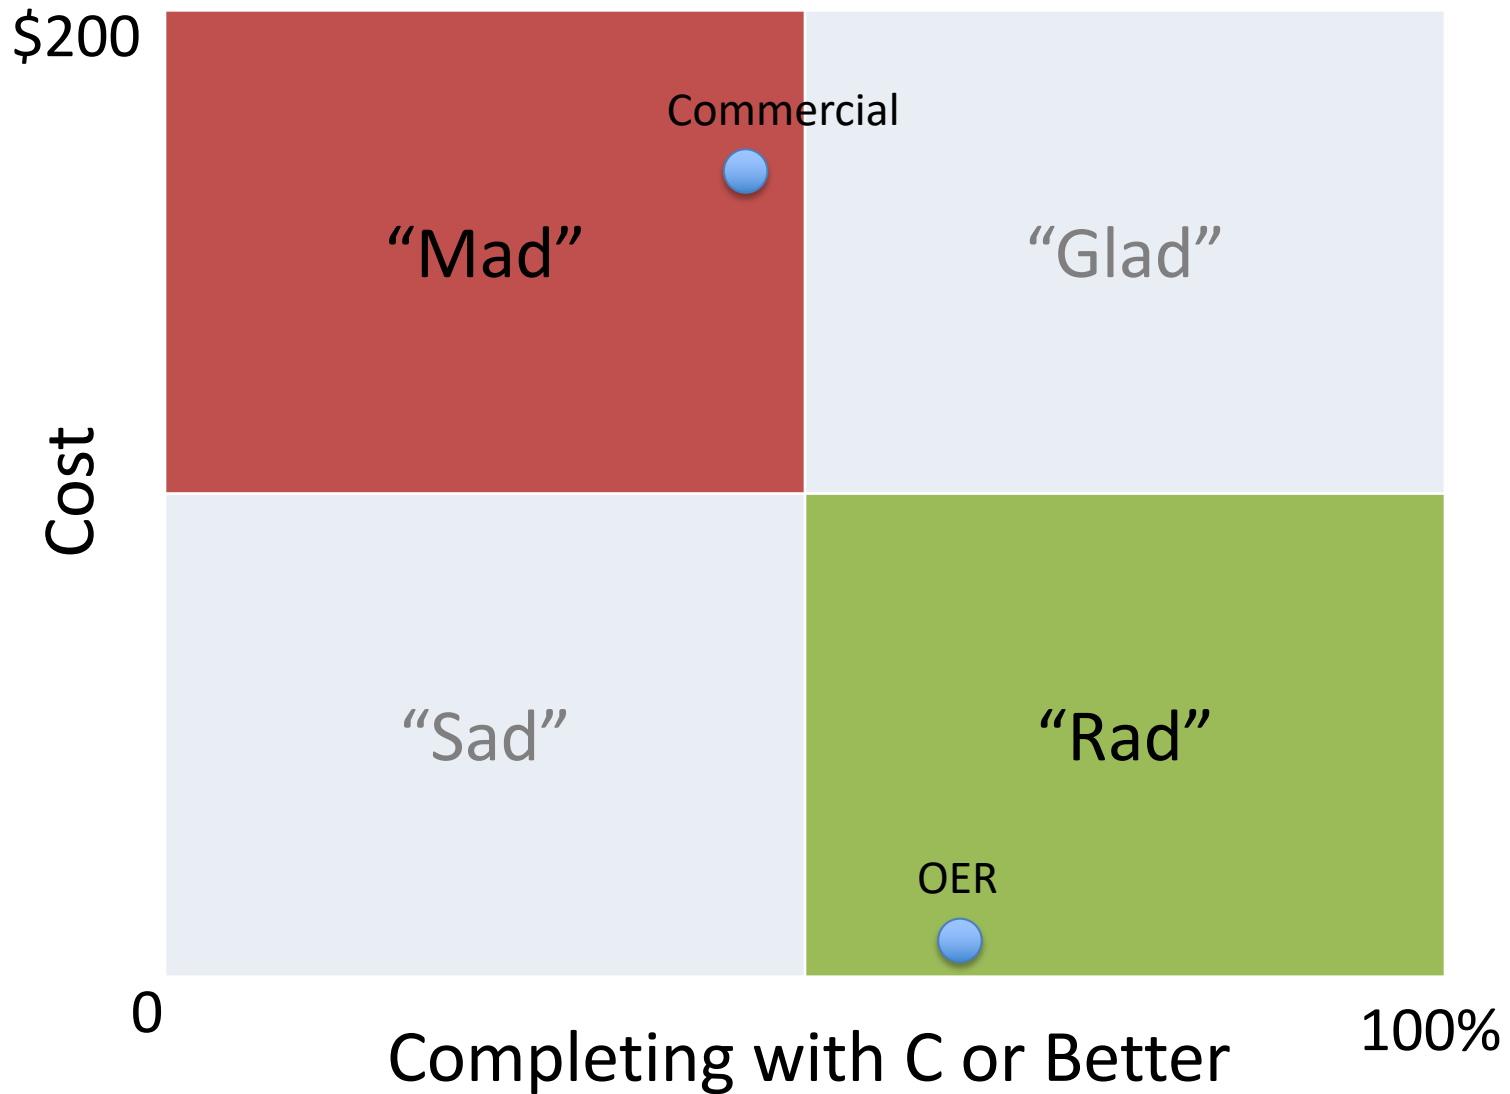 $200
Commercial
“Mad”
“Glad”
Cost
“Sad”
“Rad”
OER
0
100%
Completing with C or Better